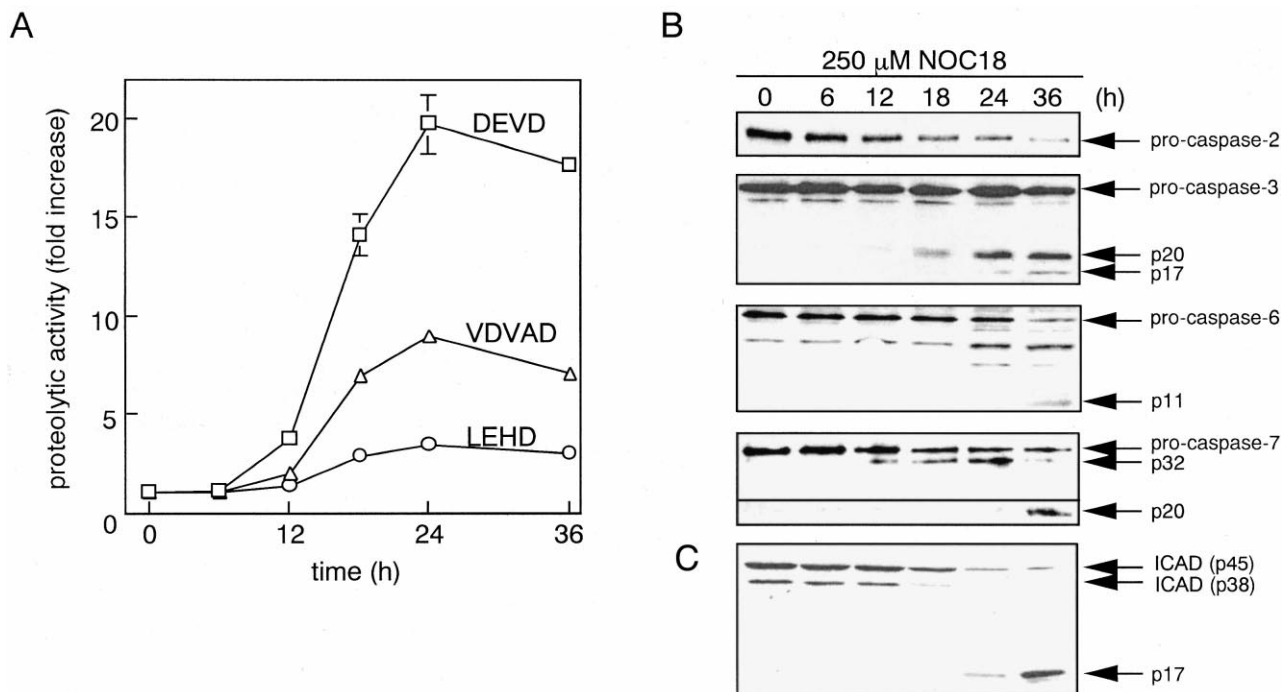 A
proteolytic activity (fold increase)
20
15
10
5
0
DEVD
VDVAD
LEHD
0 12 24 36
time (h)
B
250 μM NOC18
0 6 12 18 24 36 (h)
pro-caspase-2
pro-caspase-3
p20
p17
pro-caspase-6
p11
pro-caspase-7
p32
p20
C
ICAD (p45)
ICAD (p38)
p17